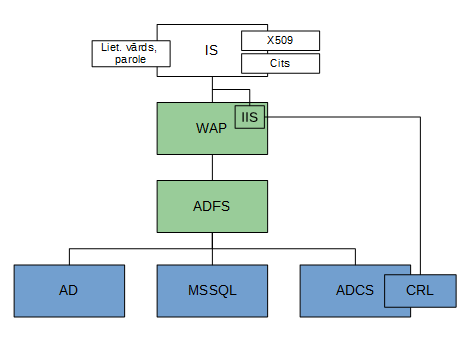 Liet. vārds,
parole
IS
X509
Cits
WAP
IIS
ADFS
AD
MSSQL
ADCS
CRL